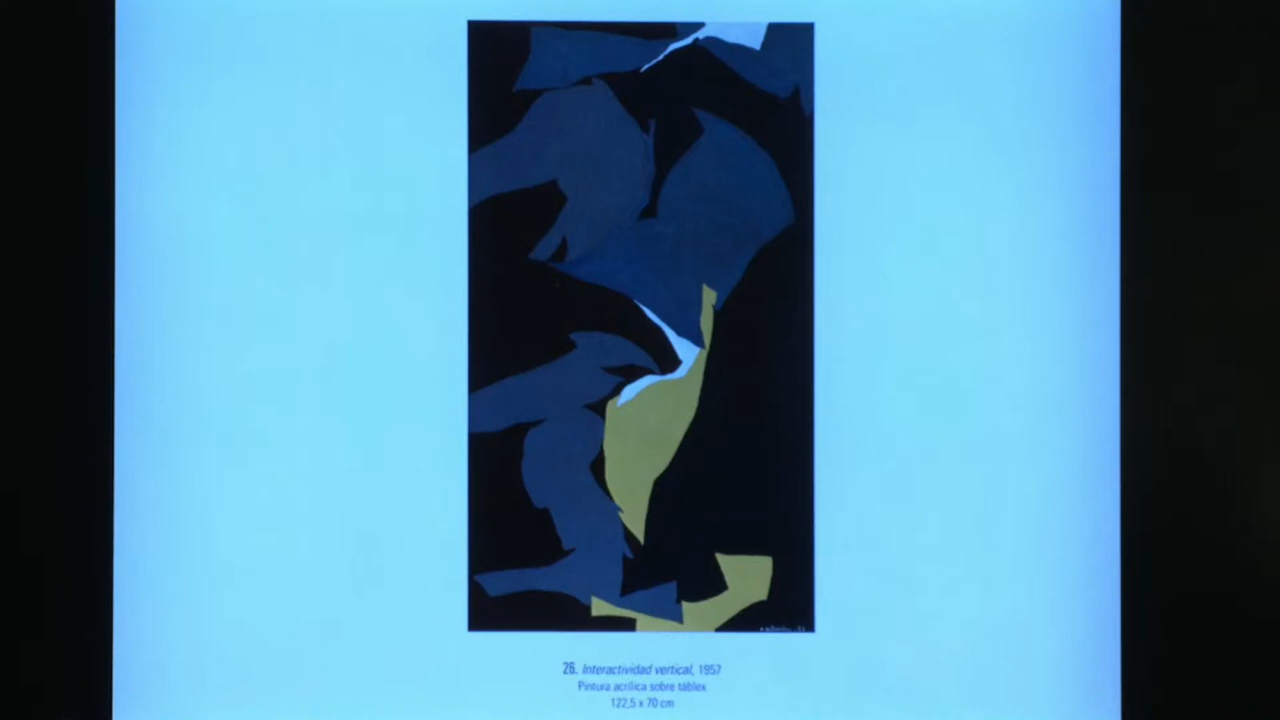 26. Interactividad vertical, 1957
Pintura acrílica sobre táblex
122,5 x 70 cm